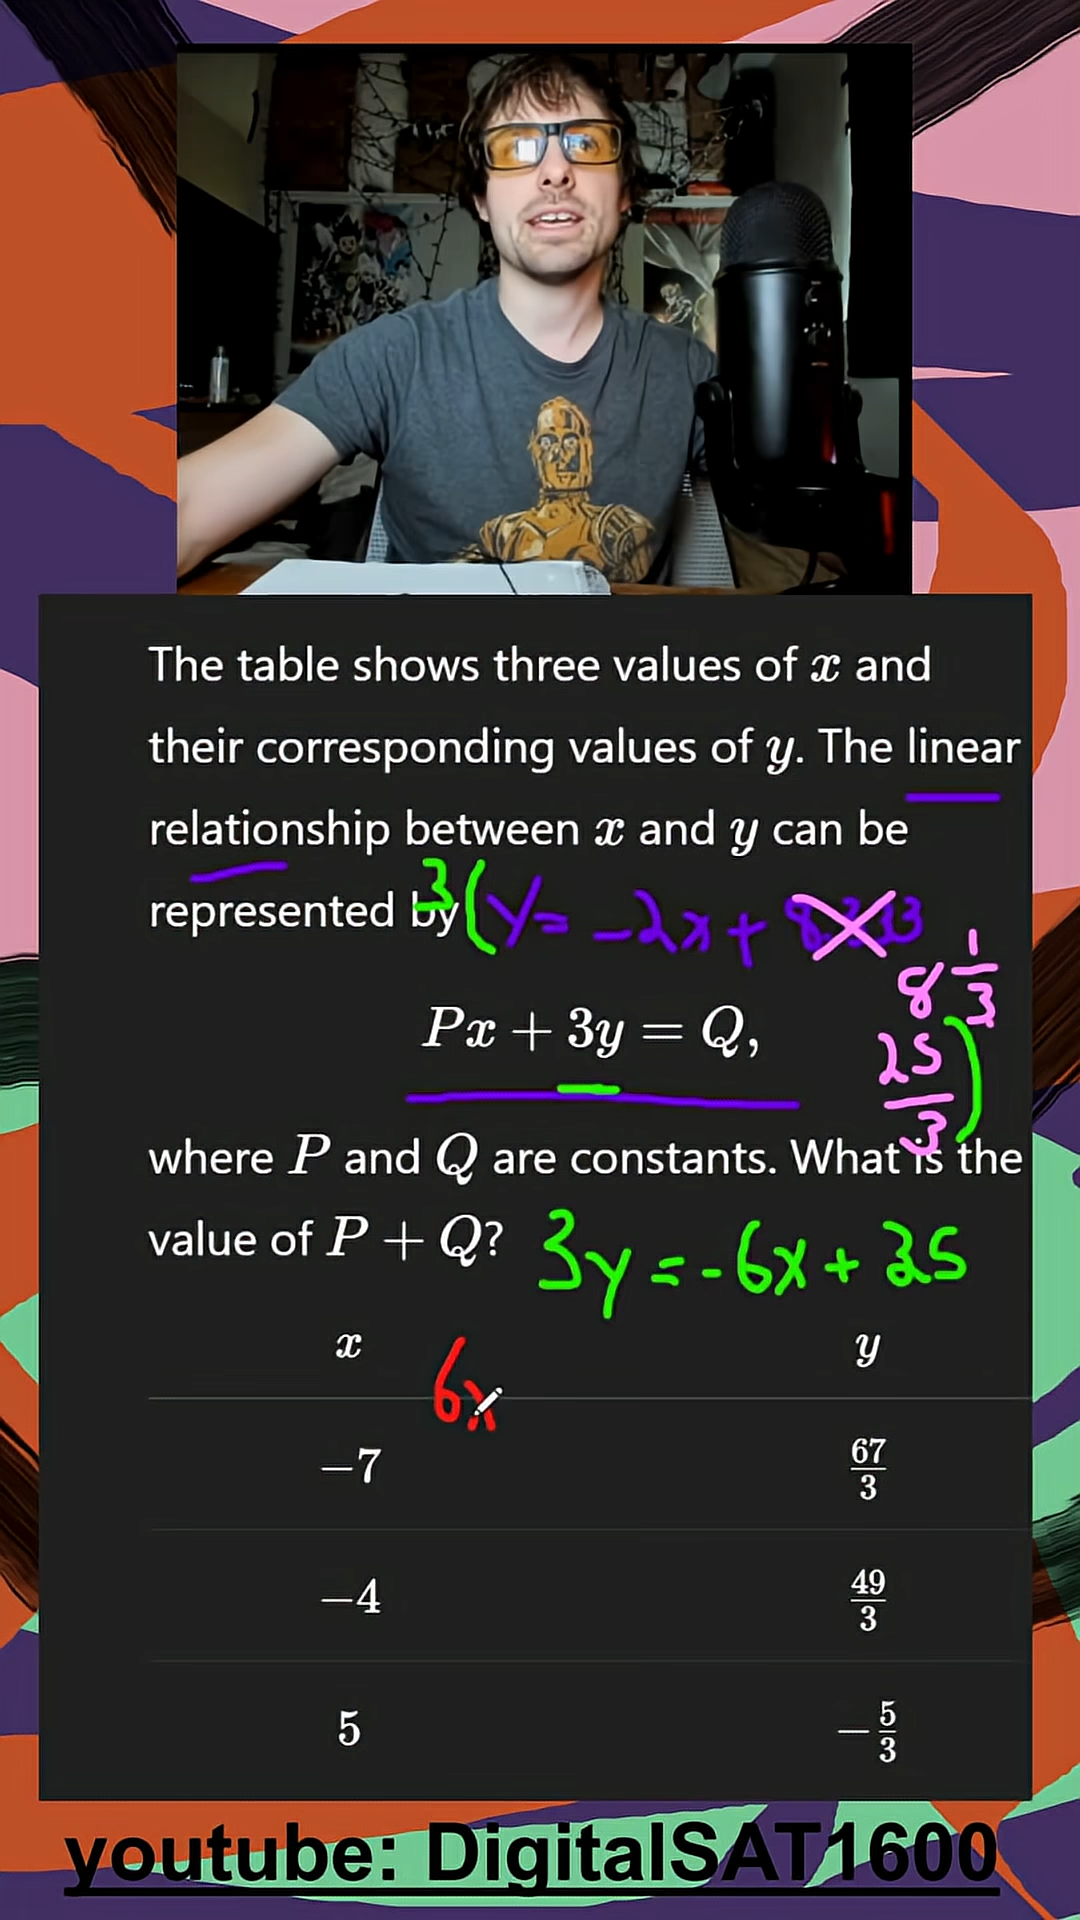 The table shows three values of x and
their corresponding values of y. The linear
relationship between x and y can be
represented by
3(y = -2x +
8 1/3
Px + 3y = Q,
25/3)
where P and Q are constants. What is the
value of P + Q?
3y = -6x + 25
x y
6x
−7 67/3
−4 49/3
5 −5/3
youtube: DigitalSAT1600